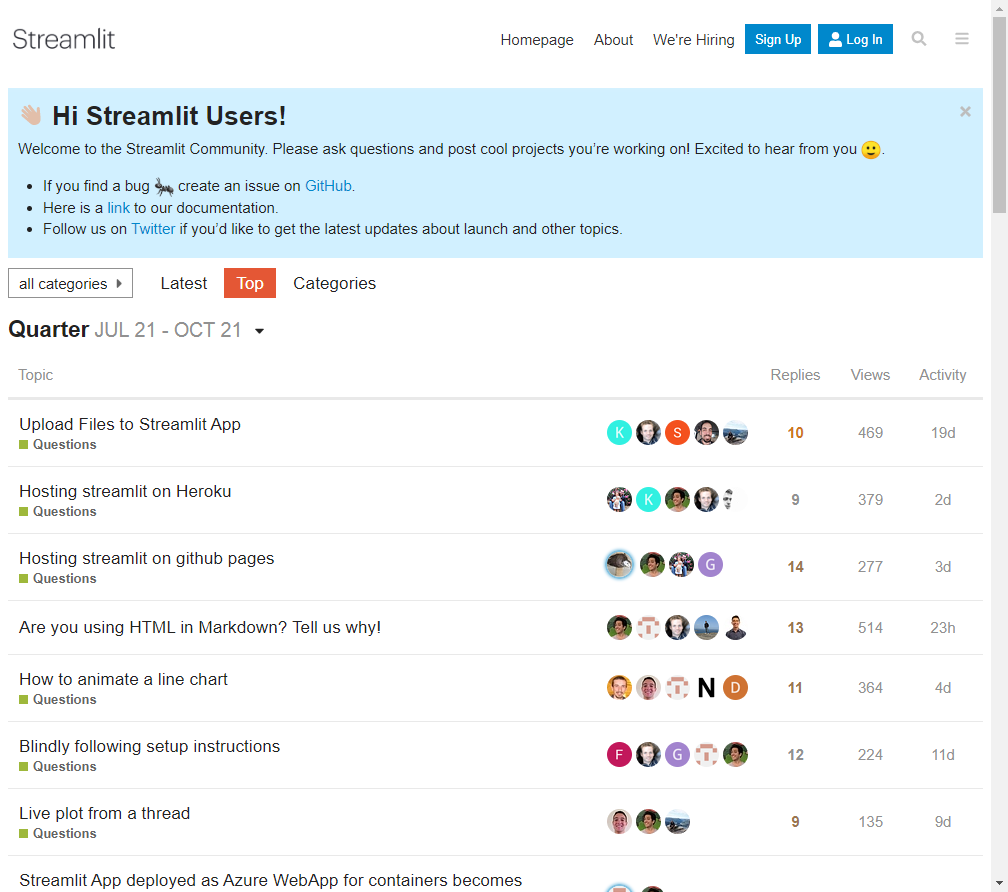 Streamlit
Homepage About We're Hiring Sign Up Log In
👋 Hi Streamlit Users!
Welcome to the Streamlit Community. Please ask questions and post cool projects you’re working on! Excited to hear from you 🙂.
• If you find a bug 🐜 create an issue on GitHub.
• Here is a link to our documentation.
• Follow us on Twitter if you’d like to get the latest updates about launch and other topics.
all categories Latest Top Categories
Quarter JUL 21 - OCT 21
Topic Replies Views Activity
Upload Files to Streamlit App
Questions
K S 10 469 19d
Hosting streamlit on Heroku
Questions
K 9 379 2d
Hosting streamlit on github pages
Questions
G 14 277 3d
Are you using HTML in Markdown? Tell us why! 13 514 23h
How to animate a line chart
Questions
N D 11 364 4d
Blindly following setup instructions
Questions
F G 12 224 11d
Live plot from a thread
Questions
9 135 9d
Streamlit App deployed as Azure WebApp for containers becomes